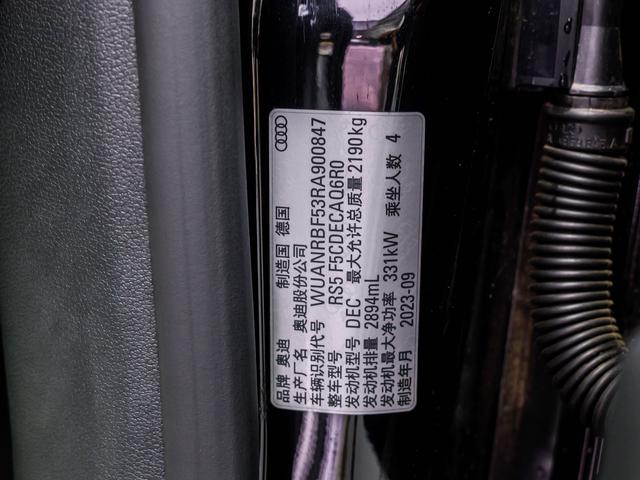 品牌 奥迪 制造国 德国
生产厂名 奥迪股份公司
车辆识别代号 WUANRBF53RA900847
整车型号 RS5 F5CDECAQ6R0
发动机型号 DEC 最大允许总质量 2190kg
发动机排量 2894mL
发动机最大净功率 331kW 乘坐人数 4
制造年月 2023-09